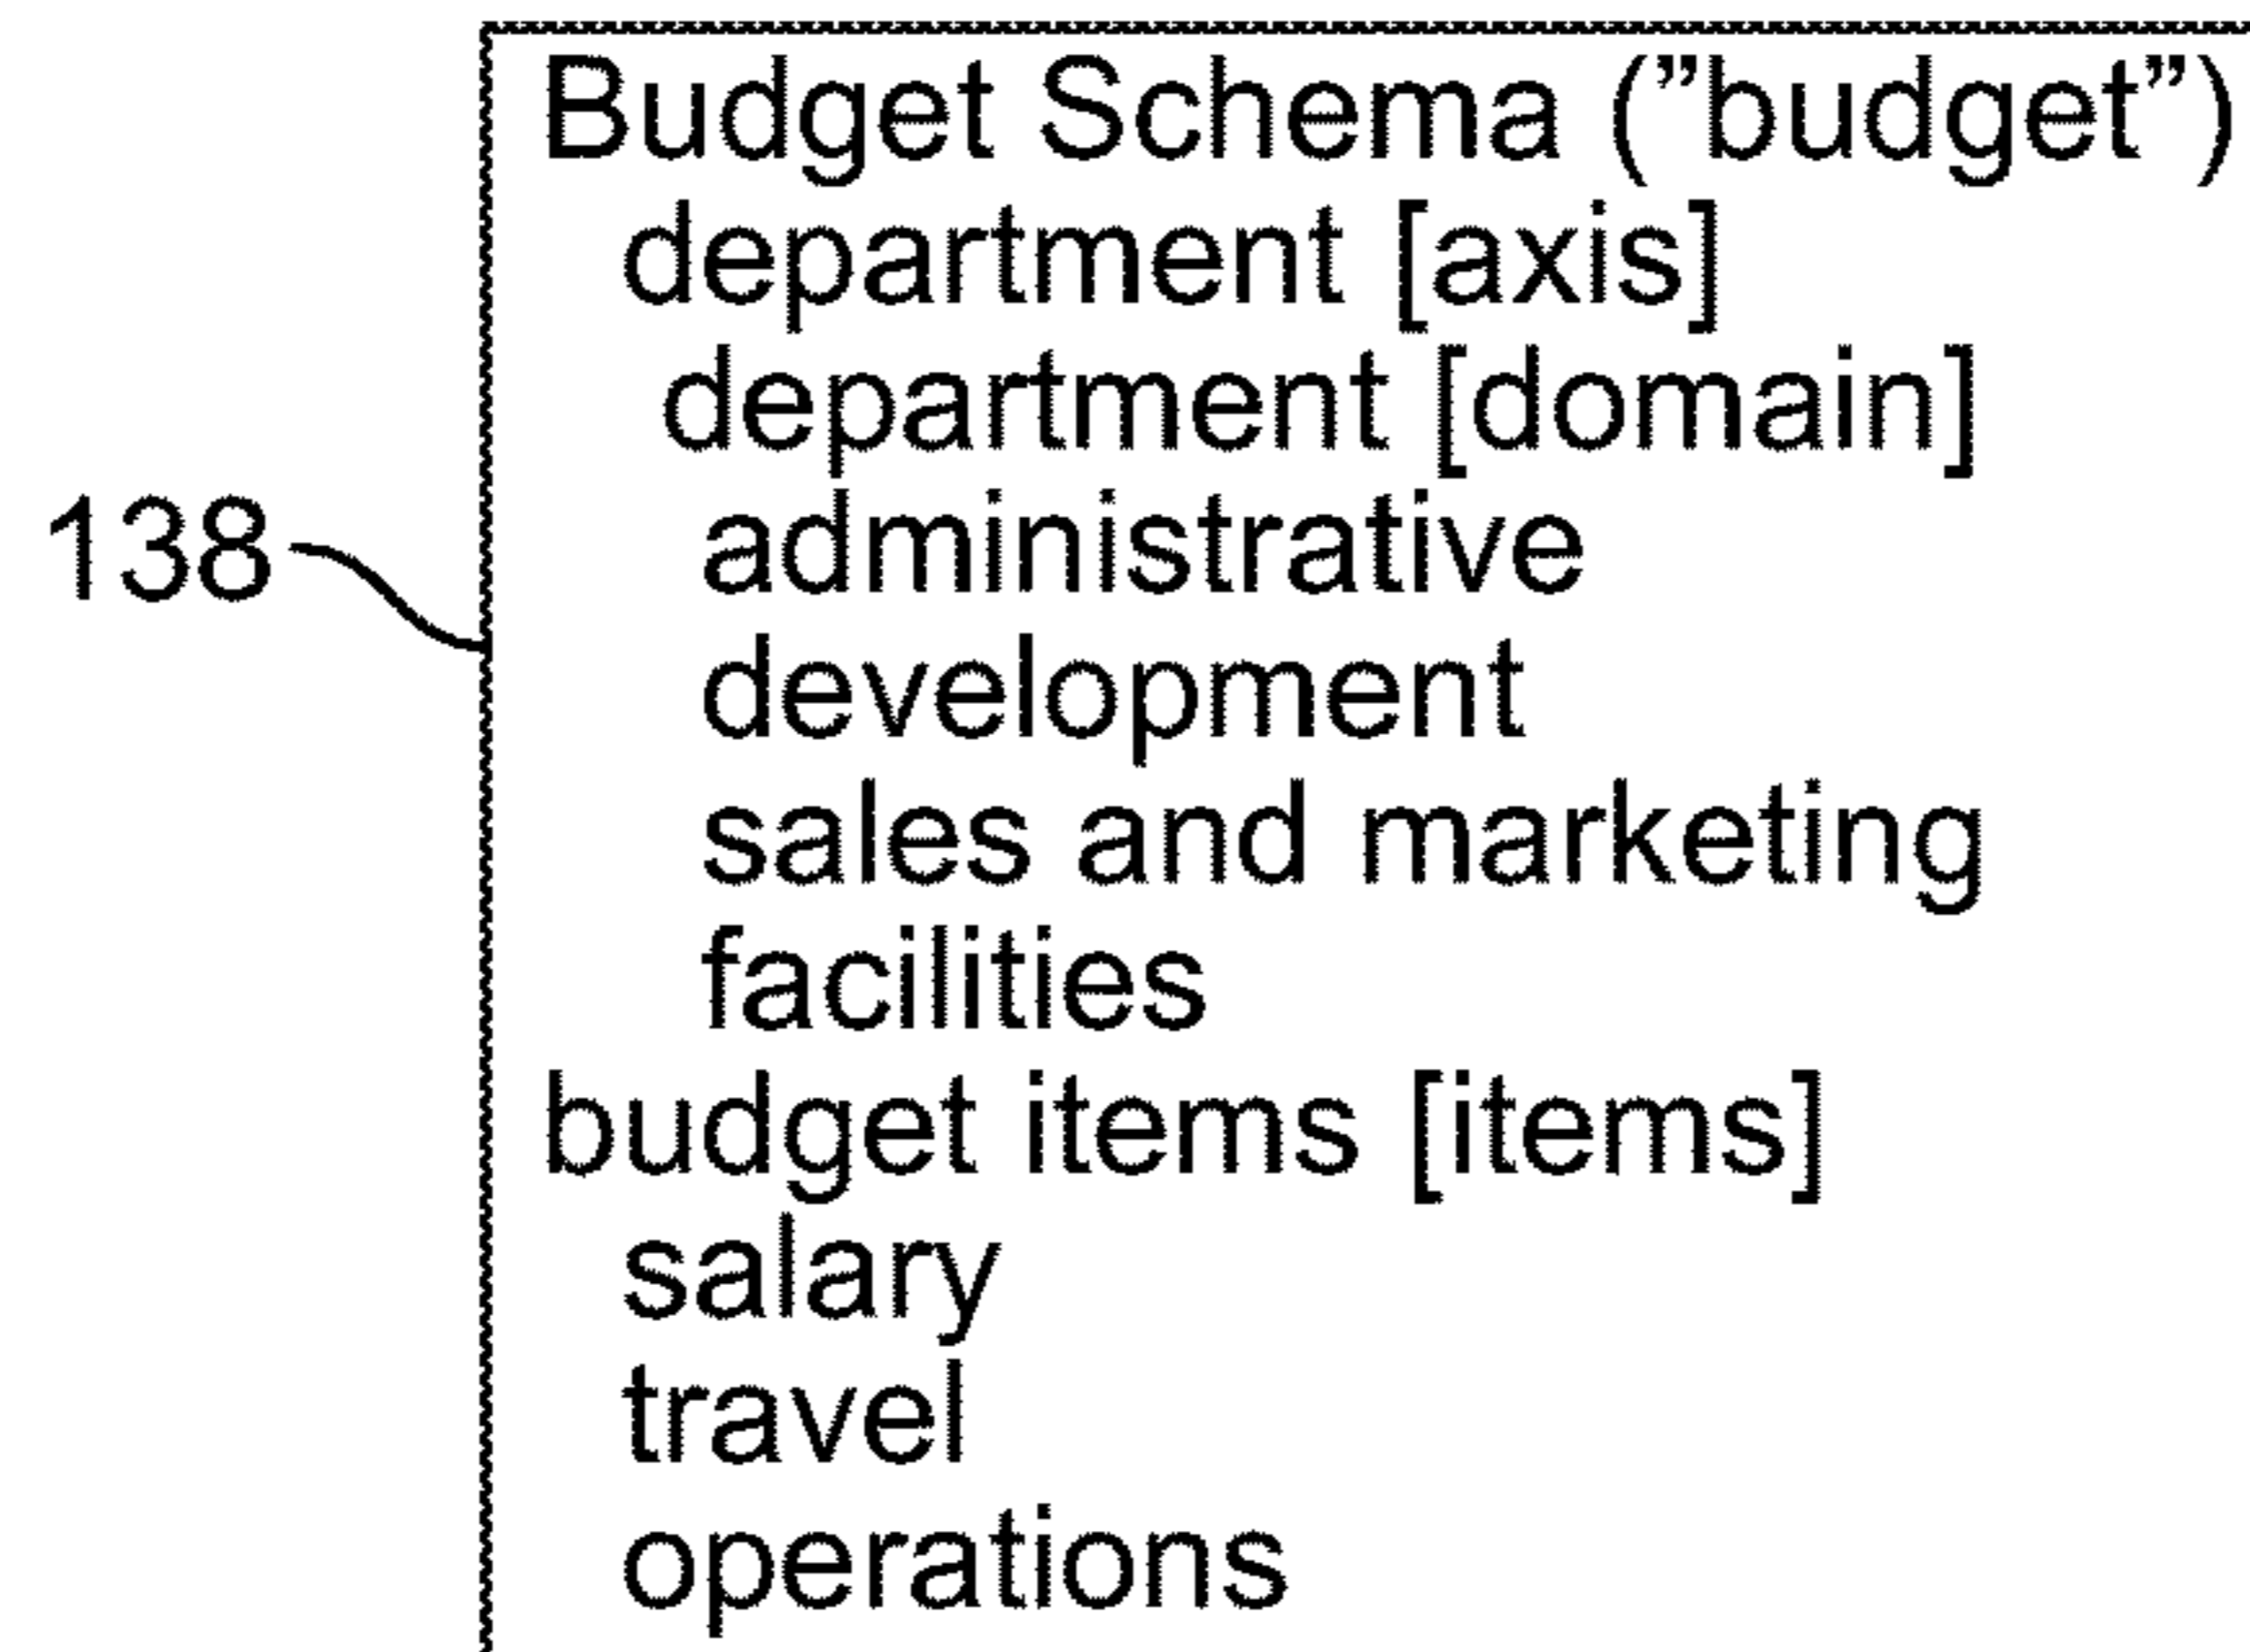 Budget Schema (”budget”)
department [axis]
department [domain]
administrative
138
development
sales and marketing
facilities
budget items [items]
salary
travel
operations